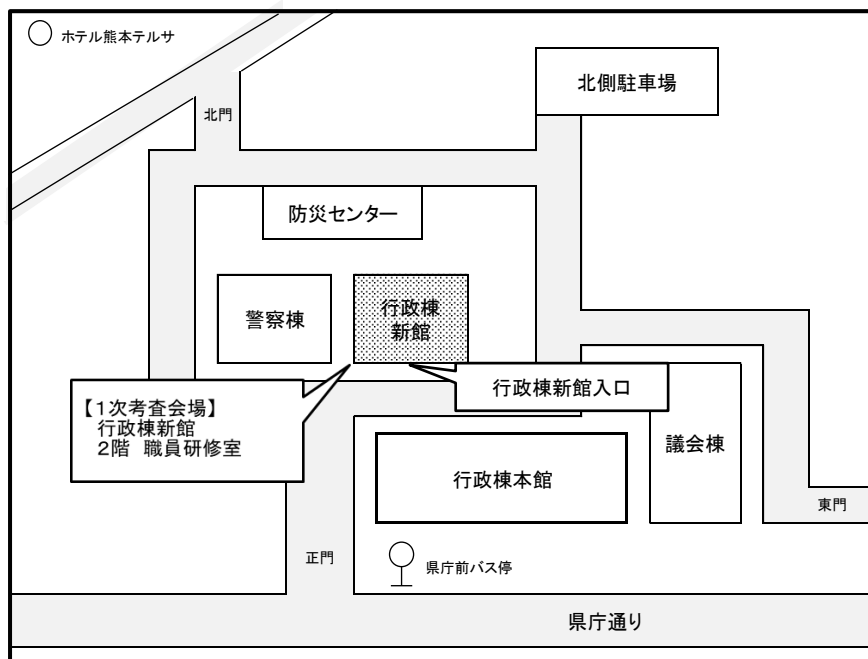 ホテル熊本テルサ
北側駐車場
北門
防災センター
警察棟
行政棟
新館
行政棟新館入口
【1次考査会場】
行政棟新館
2階 職員研修室
議会棟
行政棟本館
東門
正門
県庁前バス停
県庁通り